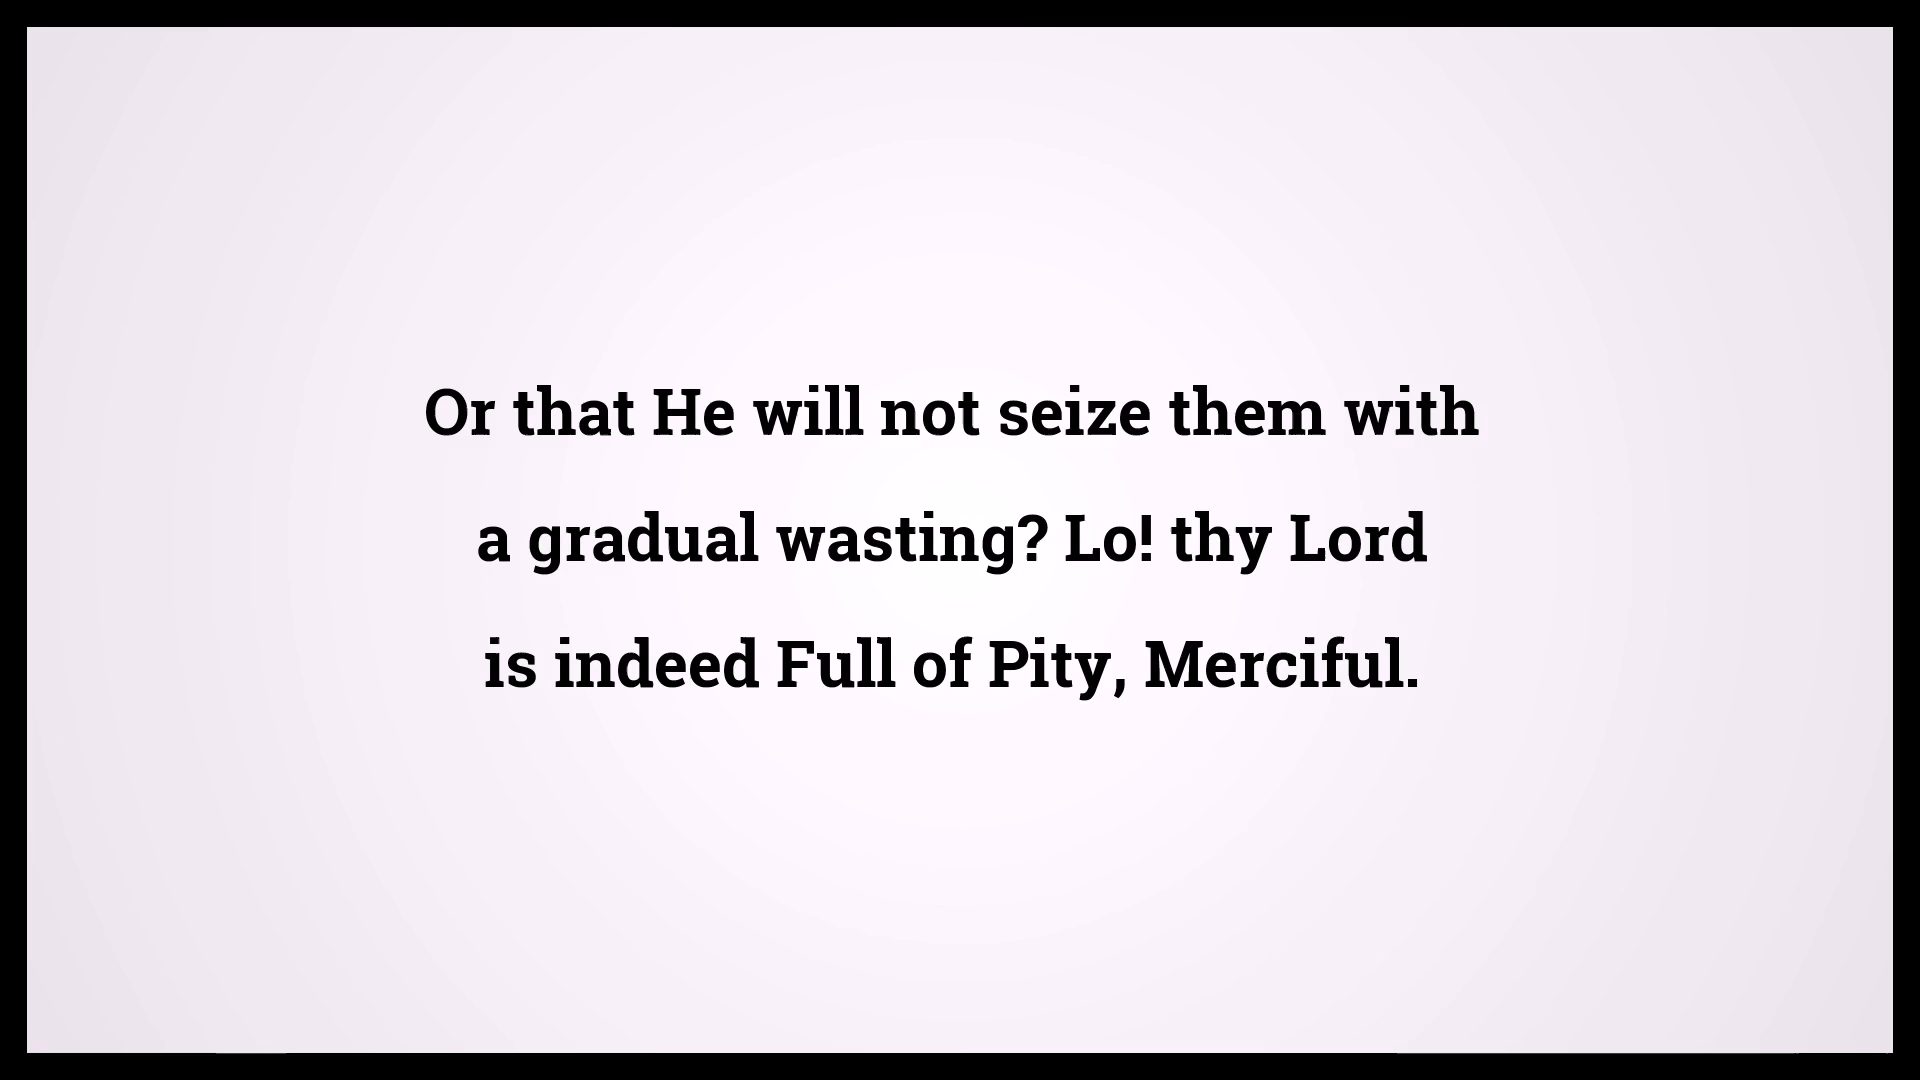 Or that He will not seize them with
a gradual wasting? Lo! thy Lord
is indeed Full of Pity, Merciful.